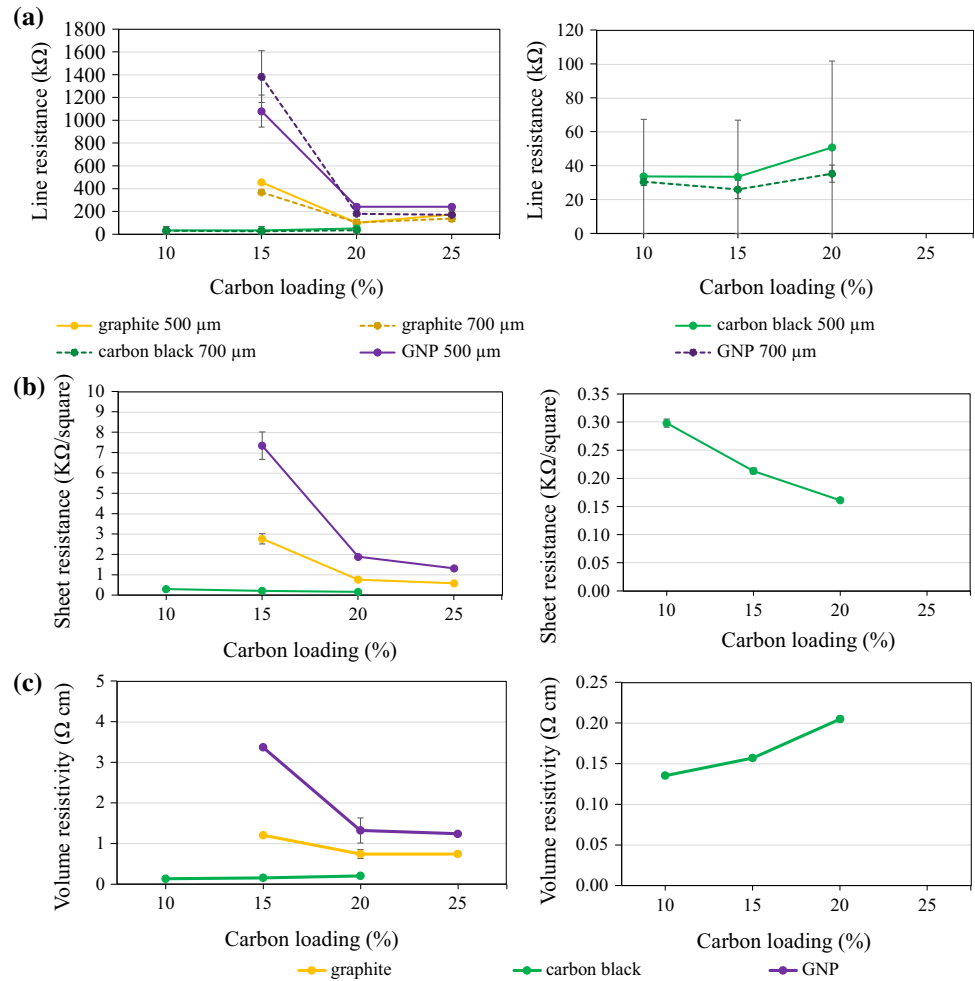 (a)
Line resistance (kΩ)
1800
1600
1400
1200
1000
800
600
400
200
0
10 15 20 25
Carbon loading (%)
Line resistance (kΩ)
120
100
80
60
40
20
0
10 15 20 25
Carbon loading (%)
graphite 500 µm graphite 700 µm carbon black 500 µm
carbon black 700 µm GNP 500 µm GNP 700 µm
(b)
Sheet resistance (KΩ/square)
10
9
8
7
6
5
4
3
2
1
0
10 15 20 25
Carbon loading (%)
Sheet resistance (KΩ/square)
0.35
0.30
0.25
0.20
0.15
0.10
0.05
0.00
10 15 20 25
Carbon loading (%)
(c)
Volume resistivity (Ω cm)
5
4
3
2
1
0
10 15 20 25
Carbon loading (%)
Volume resistivity (Ω cm)
0.25
0.20
0.15
0.10
0.05
0.00
10 15 20 25
Carbon loading (%)
graphite carbon black GNP